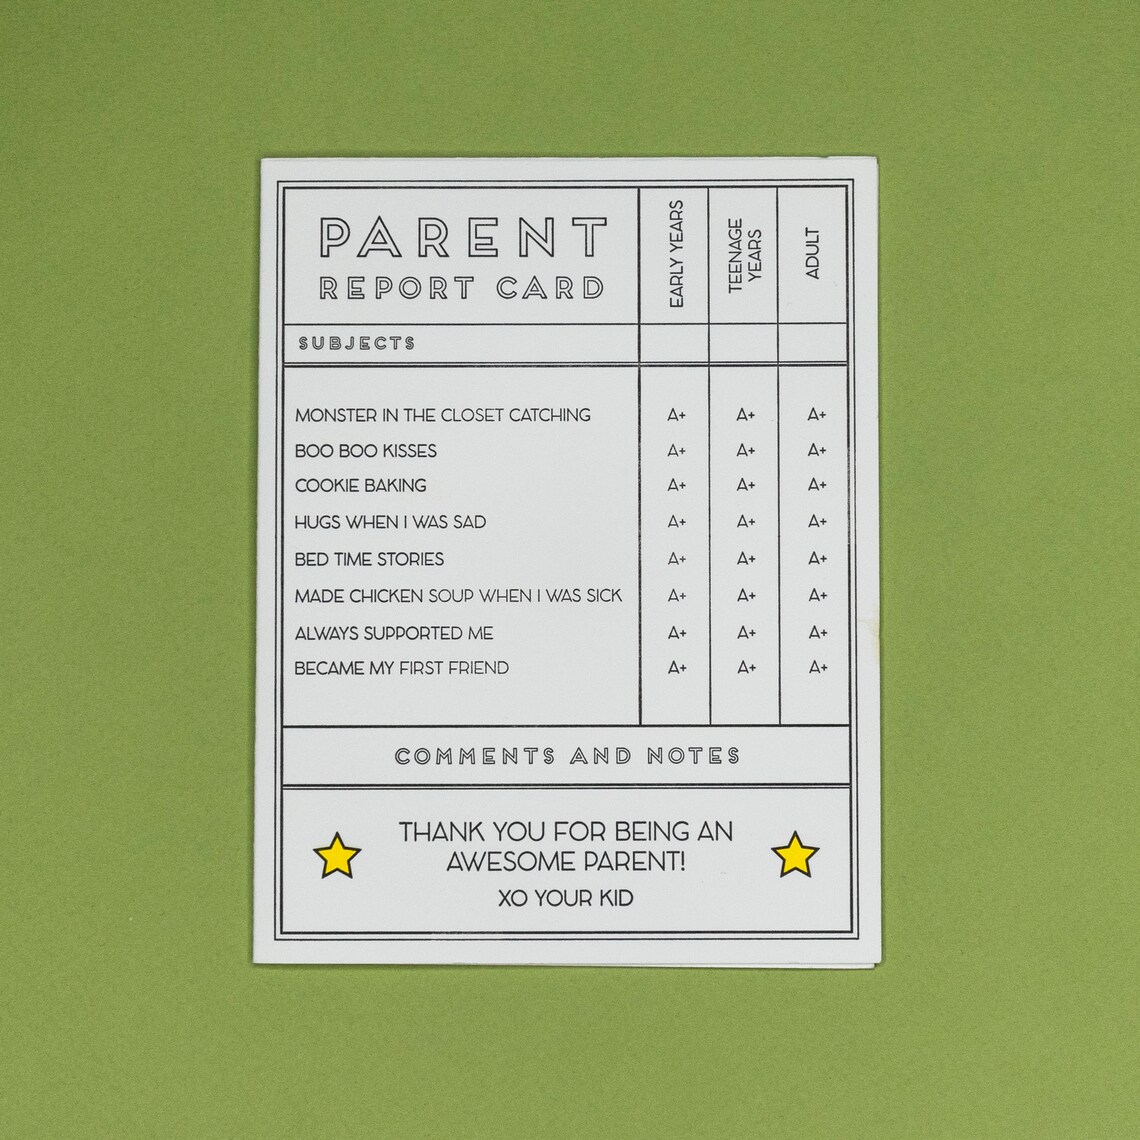 PARENT
REPORT CARD
EARLY YEARS
TEENAGE
YEARS
ADULT
SUBJECTS
MONSTER IN THE CLOSET CATCHING A+ A+ A+
BOO BOO KISSES A+ A+ A+
COOKIE BAKING A+ A+ A+
HUGS WHEN I WAS SAD A+ A+ A+
BED TIME STORIES A+ A+ A+
MADE CHICKEN SOUP WHEN I WAS SICK A+ A+ A+
ALWAYS SUPPORTED ME A+ A+ A+
BECAME MY FIRST FRIEND A+ A+ A+
COMMENTS AND NOTES
THANK YOU FOR BEING AN
AWESOME PARENT!
XO YOUR KID